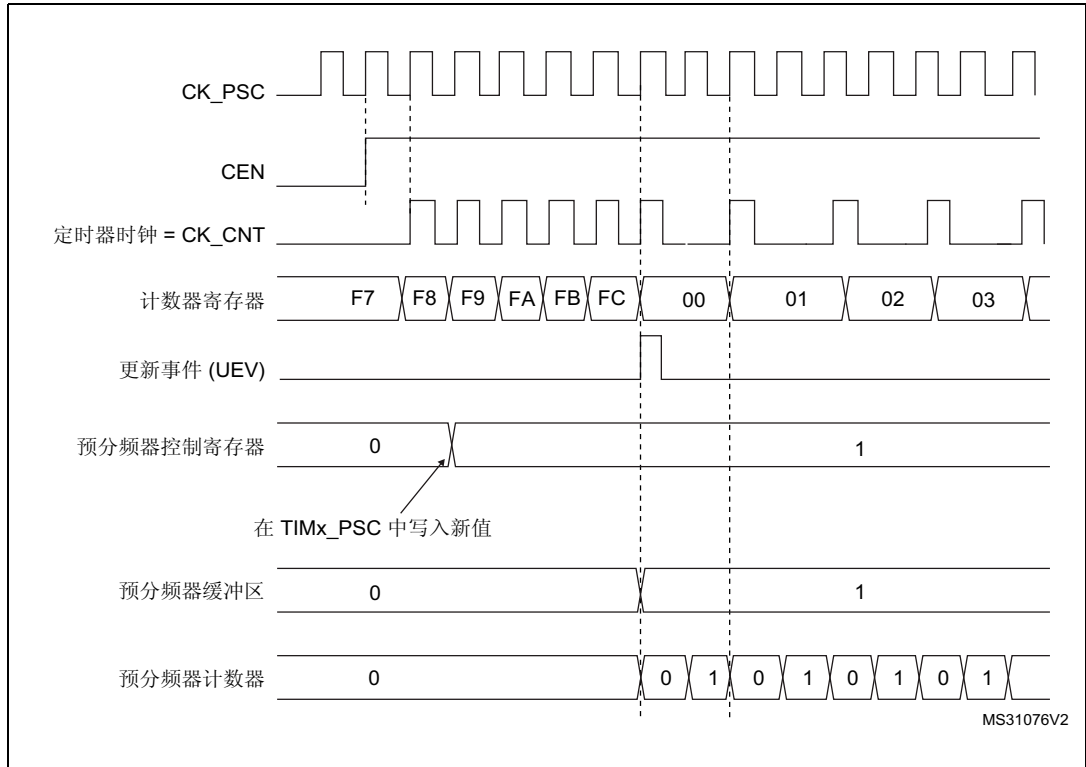 CK_PSC
CEN
定时器时钟 = CK_CNT
计数器寄存器 F7 F8 F9 FA FB FC 00 01 02 03
更新事件 (UEV)
预分频器控制寄存器 0 1
在 TIMx_PSC 中写入新值
预分频器缓冲区 0 1
预分频器计数器 0 0 1 0 1 0 1 0 1
MS31076V2